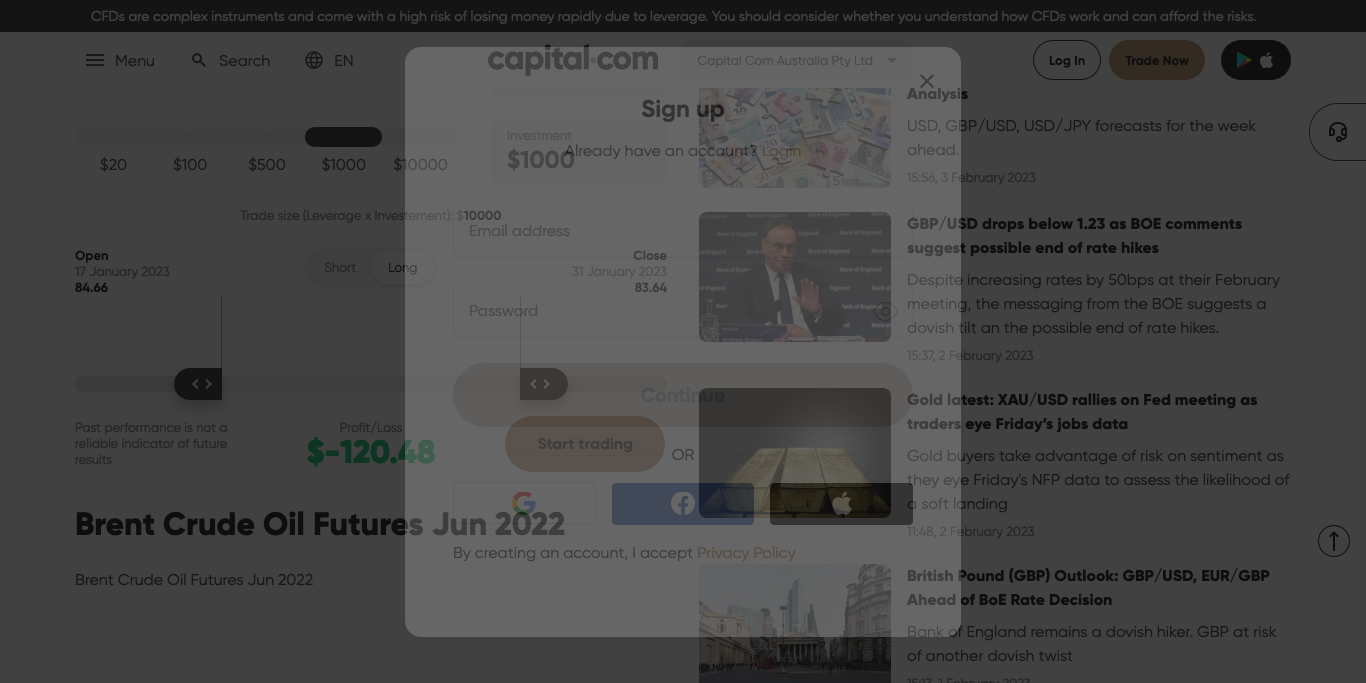 CFDs are complex instruments and come with a high risk of losing money rapidly due to leverage. You should consider whether you understand how CFDs work and can afford the risks.
Menu
Search
EN
capital.com
Capital Com Australia Pty Ltd
Log In
Trade Now
$20
$100
$500
$1000
$10000
Investment
$1000
Trade size (Leverage x Investement): $10000
Open
17 January 2023
84.66
Short
Long
Close
31 January 2023
83.64
Past performance is not a
reliable indicator of future
results
Profit/Loss
$-120.48
Start trading
Brent Crude Oil Futures Jun 2022
Brent Crude Oil Futures Jun 2022
Sign up
Already have an account? Login
Email address
Password
Continue
OR
By creating an account, I accept Privacy Policy
Analysis
USD, GBP/USD, USD/JPY forecasts for the week
ahead.
15:56, 3 February 2023
GBP/USD drops below 1.23 as BOE comments
suggest possible end of rate hikes
Despite increasing rates by 50bps at their February
meeting, the messaging from the BOE suggests a
dovish tilt an the possible end of rate hikes.
15:37, 2 February 2023
Gold latest: XAU/USD rallies on Fed meeting as
traders eye Friday's jobs data
Gold buyers take advantage of risk on sentiment as
they eye Friday's NFP data to assess the likelihood of
a soft landing
11:48, 2 February 2023
British Pound (GBP) Outlook: GBP/USD, EUR/GBP
Ahead of BoE Rate Decision
Bank of England remains a dovish hiker. GBP at risk
of another dovish twist